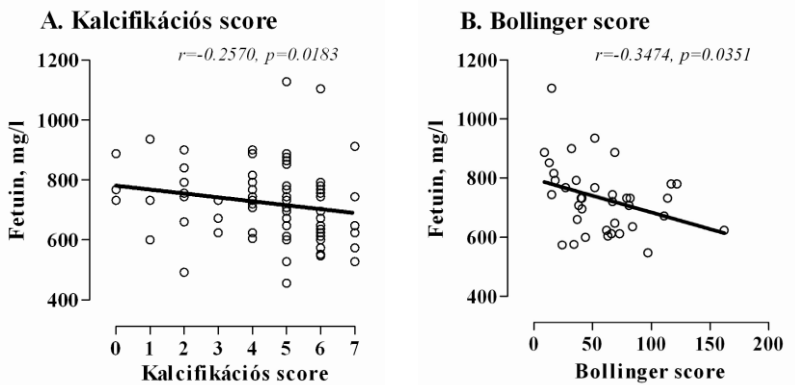 A. Kalcifikációs score
r=-0.2570, p=0.0183
1200
1000
800
600
400
Fetuin, mg/l
0 1 2 3 4 5 6 7
Kalcifikációs score
B. Bollinger score
r=-0.3474, p=0.0351
1200
1000
800
600
400
Fetuin, mg/l
0 50 100 150 200
Bollinger score